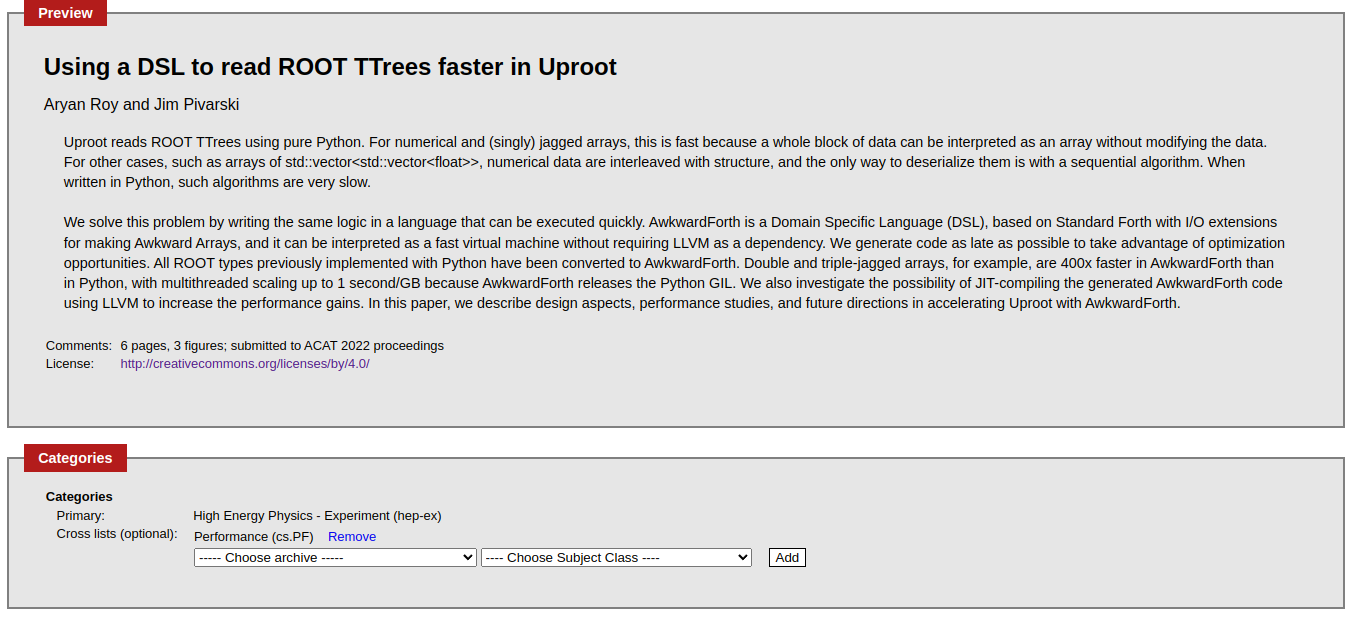 Preview
Using a DSL to read ROOT TTrees faster in Uproot
Aryan Roy and Jim Pivarski
Uproot reads ROOT TTrees using pure Python. For numerical and (singly) jagged arrays, this is fast because a whole block of data can be interpreted as an array without modifying the data.
For other cases, such as arrays of std::vector<std::vector<float>>, numerical data are interleaved with structure, and the only way to deserialize them is with a sequential algorithm. When
written in Python, such algorithms are very slow.
We solve this problem by writing the same logic in a language that can be executed quickly. AwkwardForth is a Domain Specific Language (DSL), based on Standard Forth with I/O extensions
for making Awkward Arrays, and it can be interpreted as a fast virtual machine without requiring LLVM as a dependency. We generate code as late as possible to take advantage of optimization
opportunities. All ROOT types previously implemented with Python have been converted to AwkwardForth. Double and triple-jagged arrays, for example, are 400x faster in AwkwardForth than
in Python, with multithreaded scaling up to 1 second/GB because AwkwardForth releases the Python GIL. We also investigate the possibility of JIT-compiling the generated AwkwardForth code
using LLVM to increase the performance gains. In this paper, we describe design aspects, performance studies, and future directions in accelerating Uproot with AwkwardForth.
Comments: 6 pages, 3 figures; submitted to ACAT 2022 proceedings
License: http://creativecommons.org/licenses/by/4.0/
Categories
Categories
Primary: High Energy Physics - Experiment (hep-ex)
Cross lists (optional): Performance (cs.PF) Remove
----- Choose archive ----- ---- Choose Subject Class ---- Add